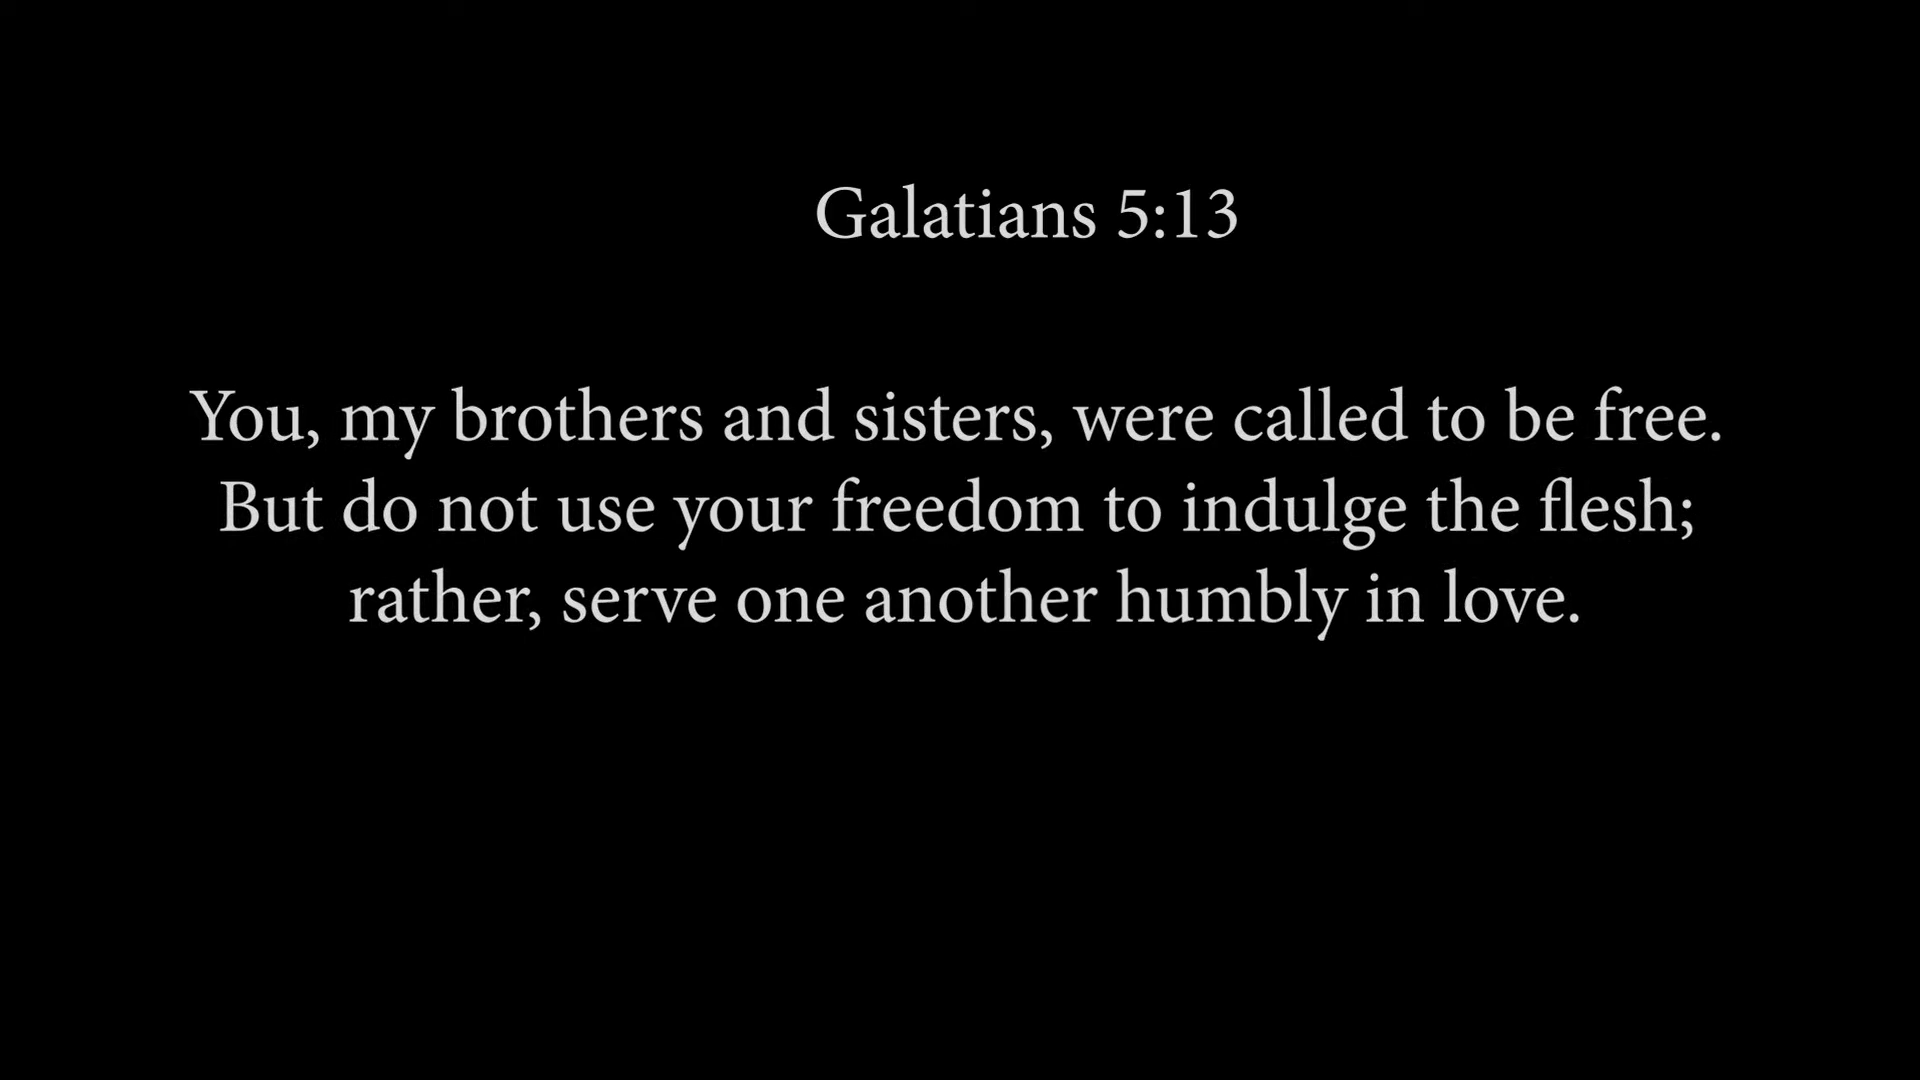 Galatians 5:13
You, my brothers and sisters, were called to be free.
But do not use your freedom to indulge the flesh;
rather, serve one another humbly in love.